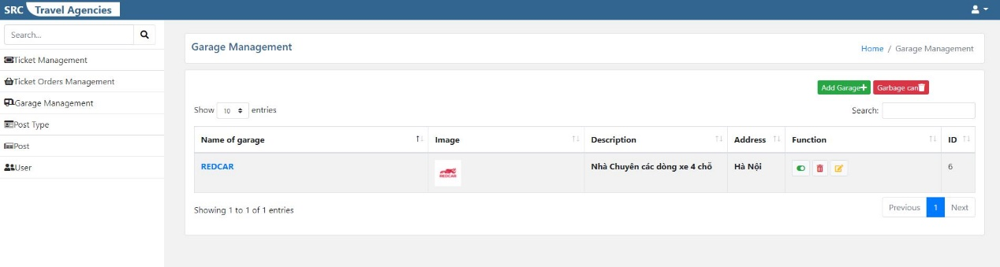 SRC Travel Agencies
Search...
Ticket Management
Ticket Orders Management
Garage Management
Post Type
Post
User
Garage Management
Home / Garage Management
Add Garage
Garbage can
Show 10 entries
Search:
Name of garage Image Description Address Function ID
REDCAR REDCAR Nhà Chuyên các dòng xe 4 chỗ Hà Nội 6
Showing 1 to 1 of 1 entries
Previous 1 Next